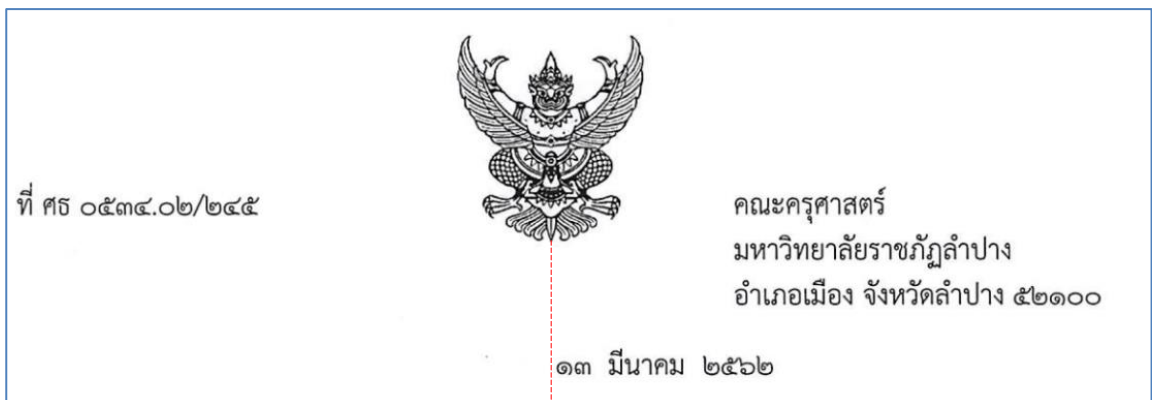 ที่ ศธ ๐๕๓๔.๐๒/๒๔๕
คณะครุศาสตร์
มหาวิทยาลัยราชภัฏลำปาง
อำเภอเมือง จังหวัดลำปาง ๕๒๑๐๐
๑๓ มีนาคม ๒๕๖๒